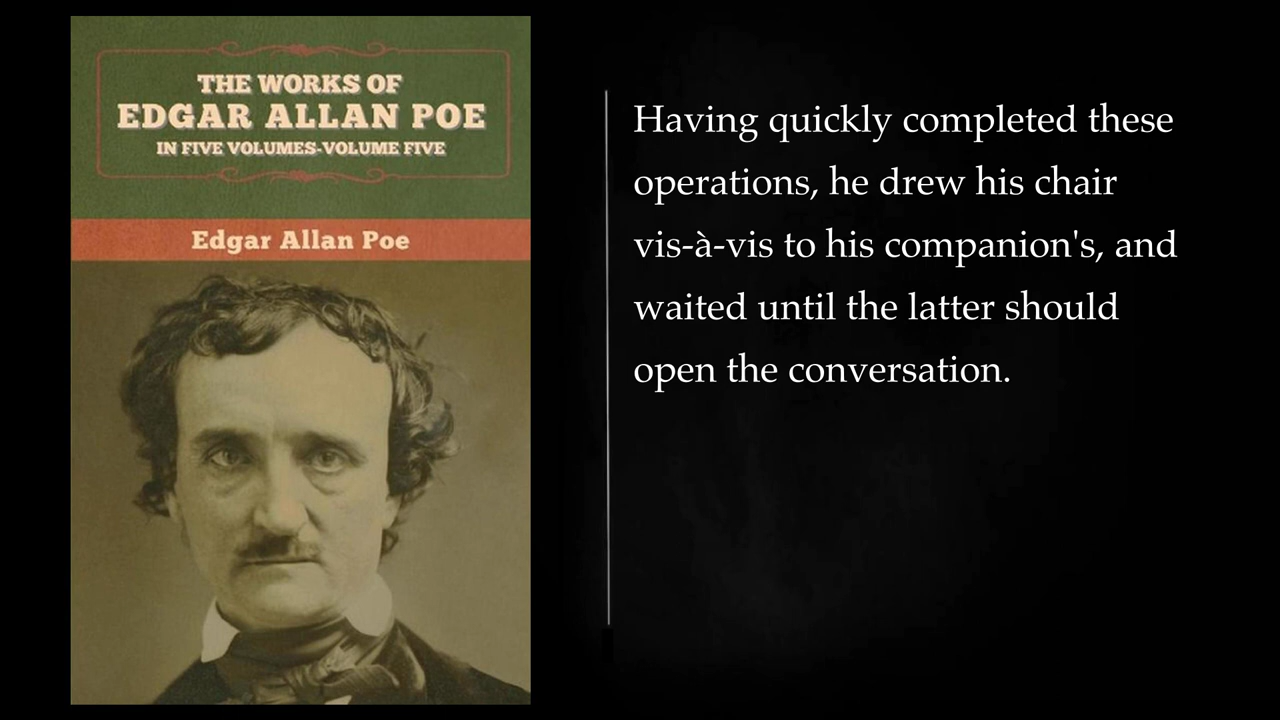 THE WORKS OF
EDGAR ALLAN POE
IN FIVE VOLUMES-VOLUME FIVE
Edgar Allan Poe
Having quickly completed these
operations, he drew his chair
vis-à-vis to his companion's, and
waited until the latter should
open the conversation.